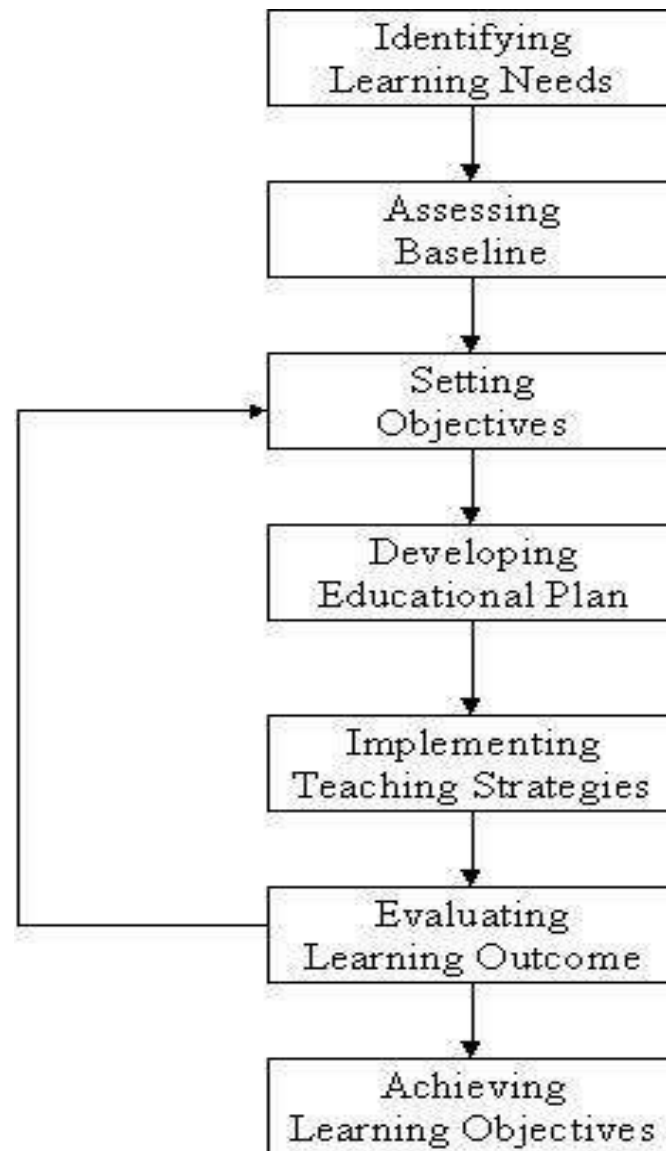 Identifying
Learning Needs
Assessing
Baseline
Setting
Objectives
Developing
Educational Plan
Implementing
Teaching Strategies
Evaluating
Learning Outcome
Achieving
Learning Objectives